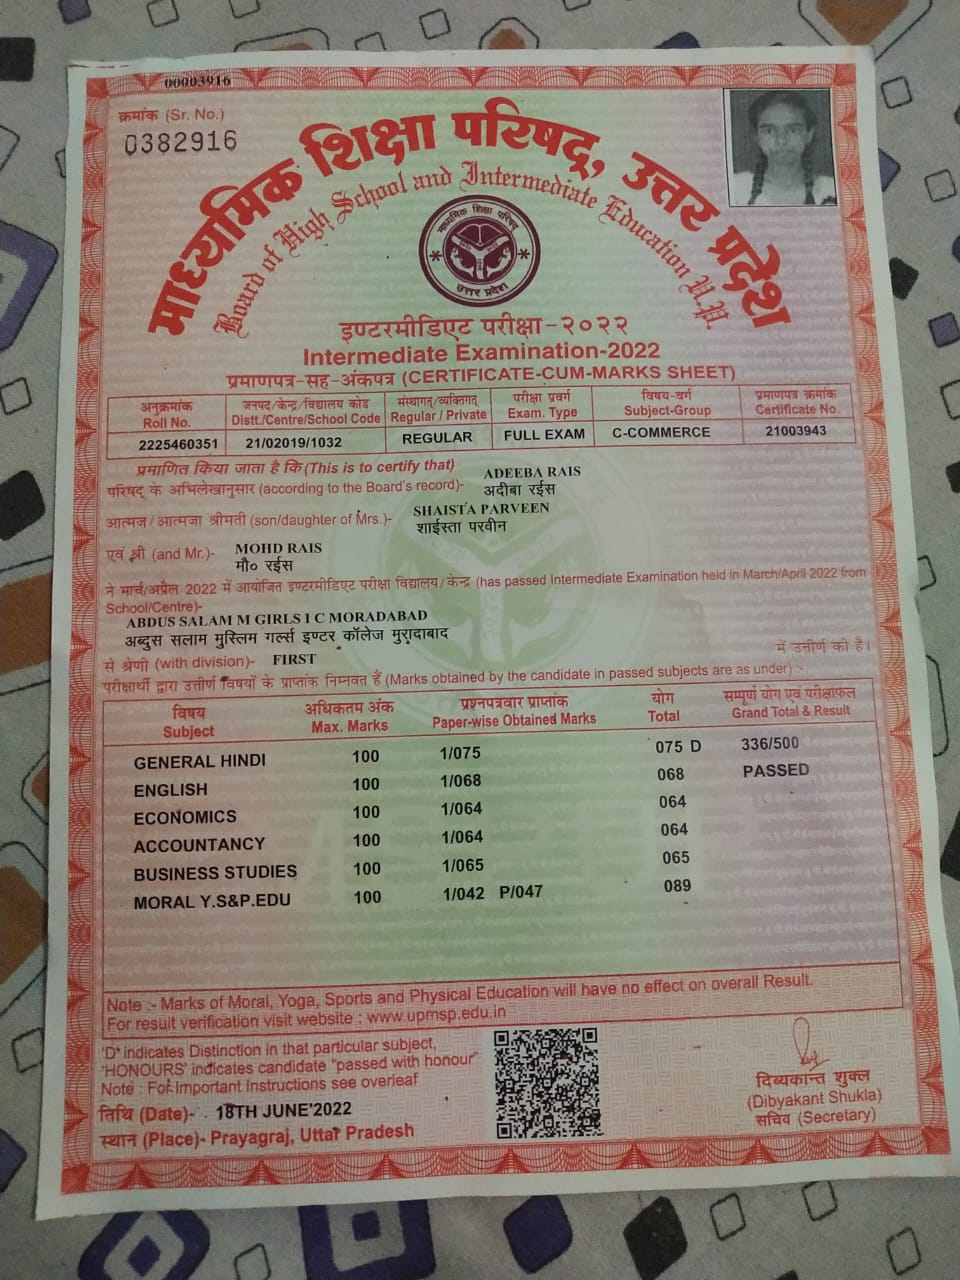 00003916
क्रमांक (Sr. No.)
0382916
माध्यमिक शिक्षा परिषद्, उत्तर प्रदेश
Board of High School and Intermediate Education U.P.
माध्यमिक शिक्षा परिषद्
उत्तर प्रदेश
इण्टरमीडिएट परीक्षा-२०२२
Intermediate Examination-2022
प्रमाणपत्र-सह-अंकपत्र (CERTIFICATE-CUM-MARKS SHEET)
अनुक्रमांक जनपद/केन्द्र/विद्यालय कोड संस्थागत्/व्यक्तिगत् परीक्षा प्रवर्ग विषय-वर्ग प्रमाणपत्र क्रमांक
Roll No. Distt./Centre/School Code Regular / Private Exam. Type Subject-Group Certificate No.
2225460351 21/02019/1032 REGULAR FULL EXAM C-COMMERCE 21003943
प्रमाणित किया जाता है कि (This is to certify that) ADEEBA RAIS
परिषद् के अभिलेखानुसार (according to the Board's record)- अदीबा रईस
आत्मज/आत्मजा श्रीमती (son/daughter of Mrs.)- SHAISTA PARVEEN
शाईस्ता परवीन
एवं श्री (and Mr.)- MOHD RAIS
मौ० रईस
ने मार्च/अप्रैल 2022 में आयोजित इण्टरमीडिएट परीक्षा विद्यालय/केन्द्र (has passed Intermediate Examination held in March/April 2022 from
School/Centre)-
ABDUS SALAM M GIRLS I C MORADABAD
अब्दुस सलाम मुस्लिम गर्ल्स इण्टर कॉलेज मुरादाबाद
से श्रेणी (with division)- FIRST में उत्तीर्ण की है।
परीक्षार्थी द्वारा उत्तीर्ण विषयों के प्राप्तांक निम्नवत हैं (Marks obtained by the candidate in passed subjects are as under) :-
विषय अधिकतम अंक प्रश्नपत्रवार प्राप्तांक योग सम्पूर्ण योग एवं परीक्षाफल
Subject Max. Marks Paper-wise Obtained Marks Total Grand Total & Result
GENERAL HINDI 100 1/075 075 D 336/500
ENGLISH 100 1/068 068 PASSED
ECONOMICS 100 1/064 064
ACCOUNTANCY 100 1/064 064
BUSINESS STUDIES 100 1/065 065
MORAL Y.S&P.EDU 100 1/042 P/047 089
Note :- Marks of Moral, Yoga, Sports and Physical Education will have no effect on overall Result.
For result verification visit website : www.upmsp.edu.in
'D' indicates Distinction in that particular subject,
'HONOURS' indicates candidate "passed with honour"
Note : For Important Instructions see overleaf
तिथि (Date)- 18TH JUNE'2022
स्थान (Place)- Prayagraj, Uttar Pradesh
दिब्यकान्त शुक्ल
(Dibyakant Shukla)
सचिव (Secretary)